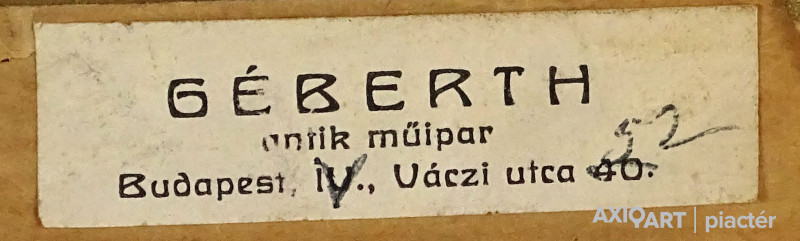 GÉBERTH
antik műipar
Budapest, IV., Váczi utca 40.
52
AXIOART | piactér